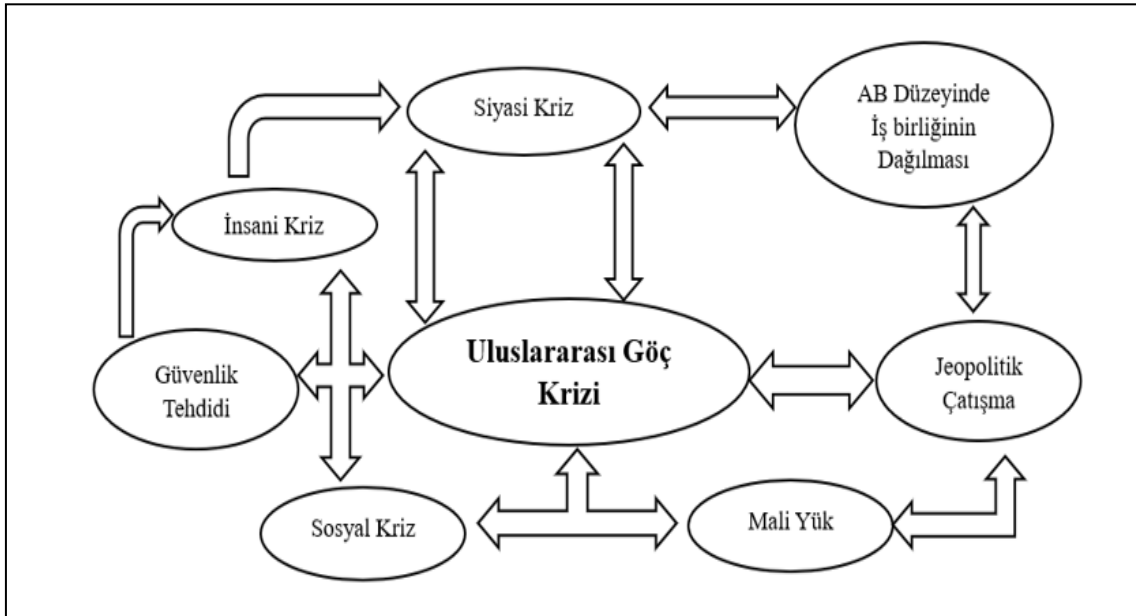 Siyasi Kriz
AB Düzeyinde
İş birliğinin
Dağılması
İnsani Kriz
Uluslararası Göç
Krizi
Güvenlik
Tehdidi
Jeopolitik
Çatışma
Sosyal Kriz
Mali Yük